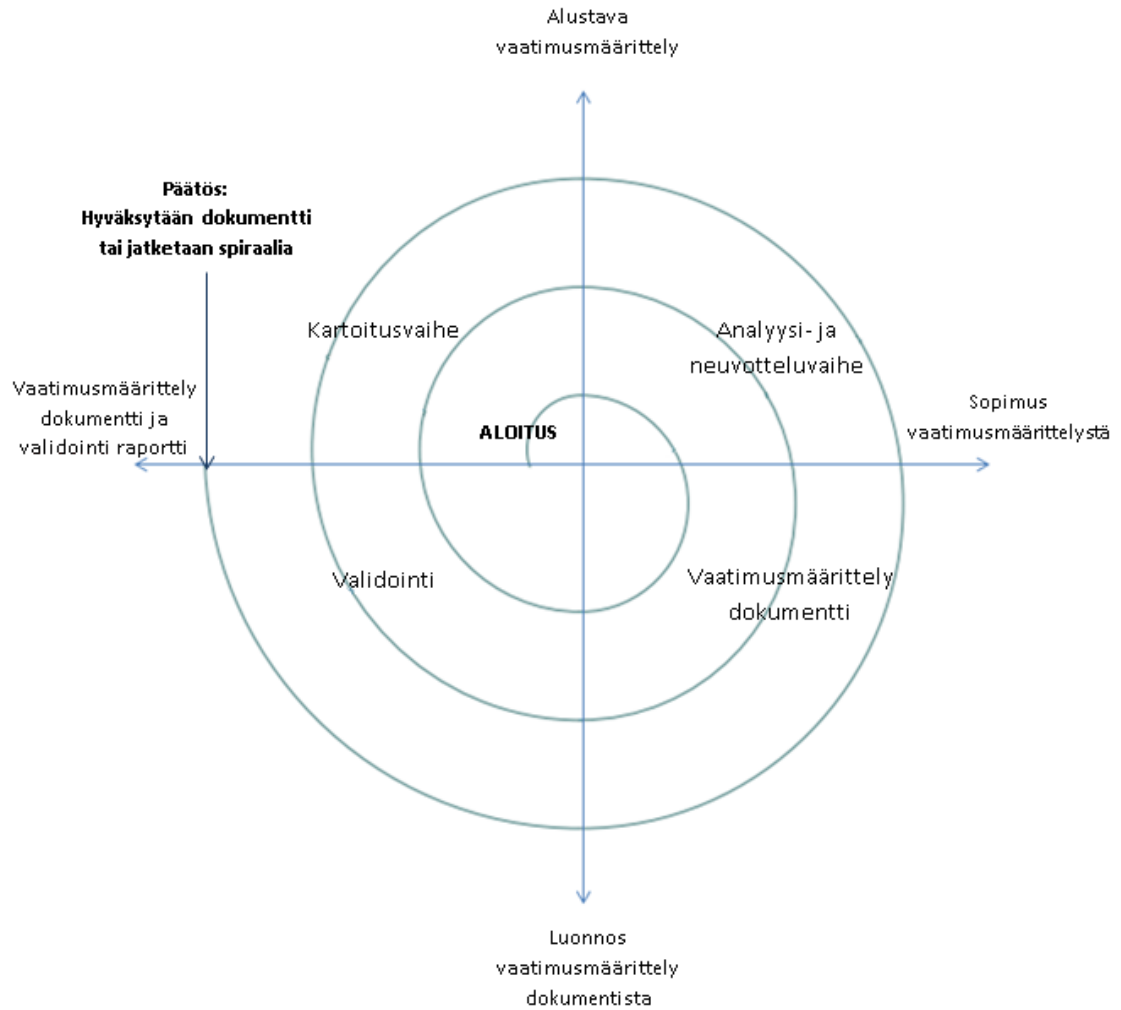 Alustava
vaatimusmäärittely
Päätös:
Hyväksytään dokumentti
tai jatketaan spiraalia
Kartoitusvaihe
Analyysi- ja
neuvotteluvaihe
Vaatimusmäärittely
dokumentti ja
validointi raportti
ALOITUS
Sopimus
vaatimusmäärittelystä
Validointi
Vaatimusmäärittely
dokumentti
Luonnos
vaatimusmäärittely
dokumentista